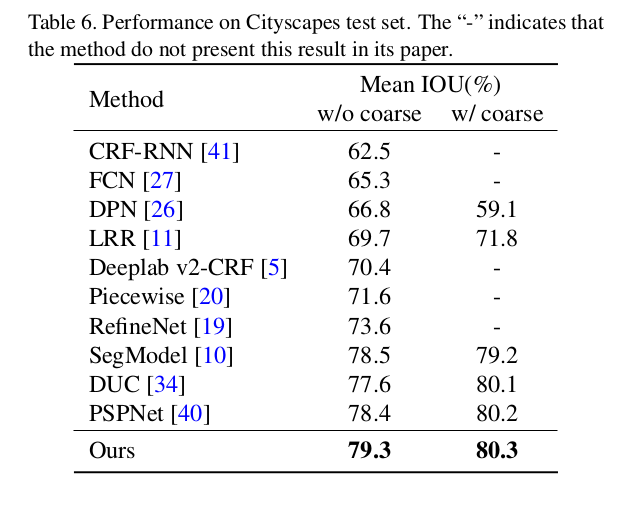 Table 6. Performance on Cityscapes test set. The “-” indicates that
the method do not present this result in its paper.
Method Mean IOU(%)
w/o coarse w/ coarse
CRF-RNN [41] 62.5 -
FCN [27] 65.3 -
DPN [26] 66.8 59.1
LRR [11] 69.7 71.8
Deeplab v2-CRF [5] 70.4 -
Piecewise [20] 71.6 -
RefineNet [19] 73.6 -
SegModel [10] 78.5 79.2
DUC [34] 77.6 80.1
PSPNet [40] 78.4 80.2
Ours 79.3 80.3